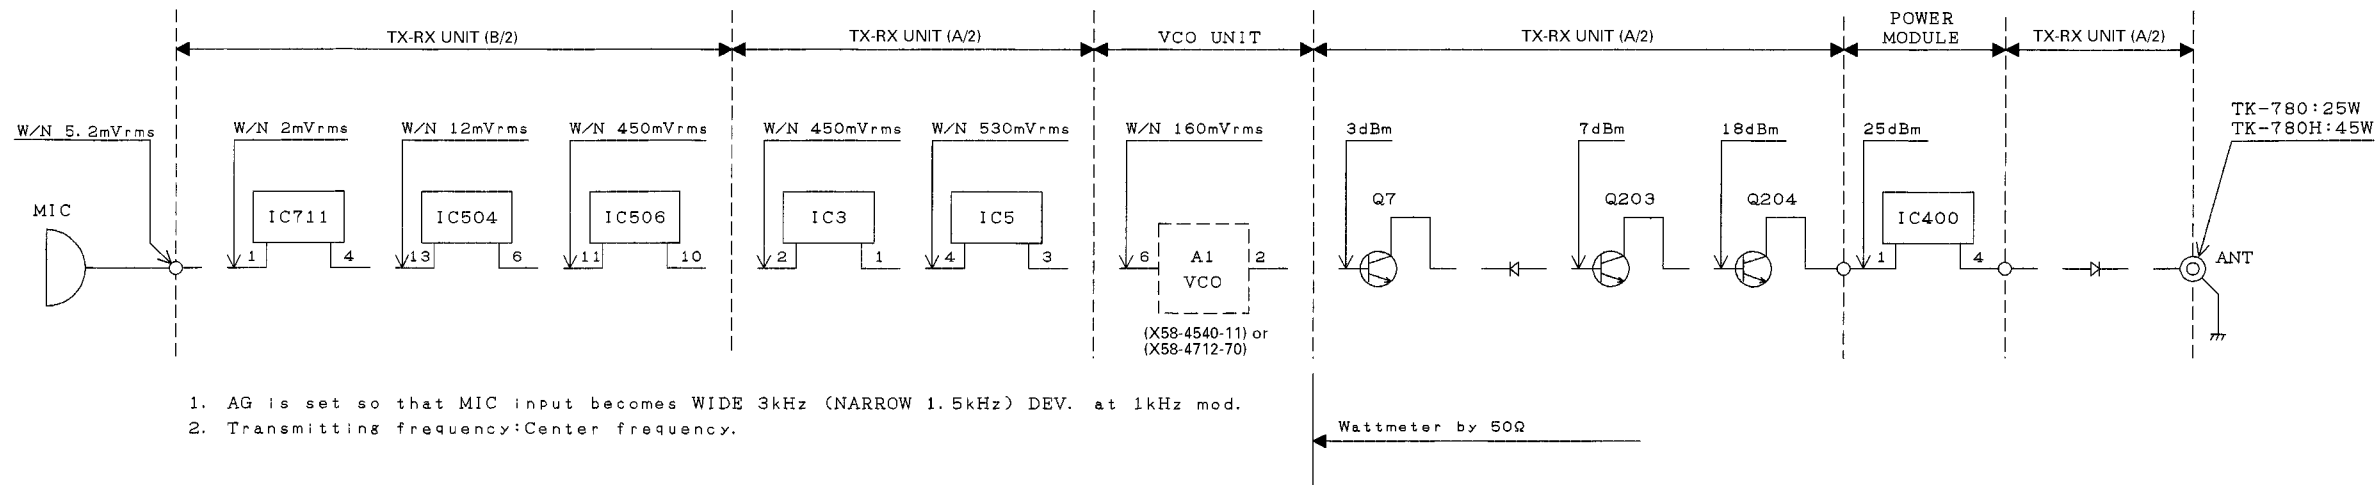 TX-RX UNIT (B/2)
TX-RX UNIT (A/2)
VCO UNIT
TX-RX UNIT (A/2)
POWER
MODULE
TX-RX UNIT (A/2)
W/N 5.2mVrms
W/N 2mVrms
W/N 12mVrms
W/N 450mVrms
W/N 450mVrms
W/N 530mVrms
W/N 160mVrms
3dBm
7dBm
18dBm
25dBm
TK-780:25W
TK-780H:45W
MIC
IC711
IC504
IC506
IC3
IC5
Q7
Q203
Q204
IC400
1 4
13 6
11 10
2 1
4 3
6 A1 2
VCO
1 4
ANT
(X58-4540-11) or
(X58-4712-70)
1. AG is set so that MIC input becomes WIDE 3kHz (NARROW 1.5kHz) DEV. at 1kHz mod.
2. Transmitting frequency:Center frequency.
Wattmeter by 50Ω